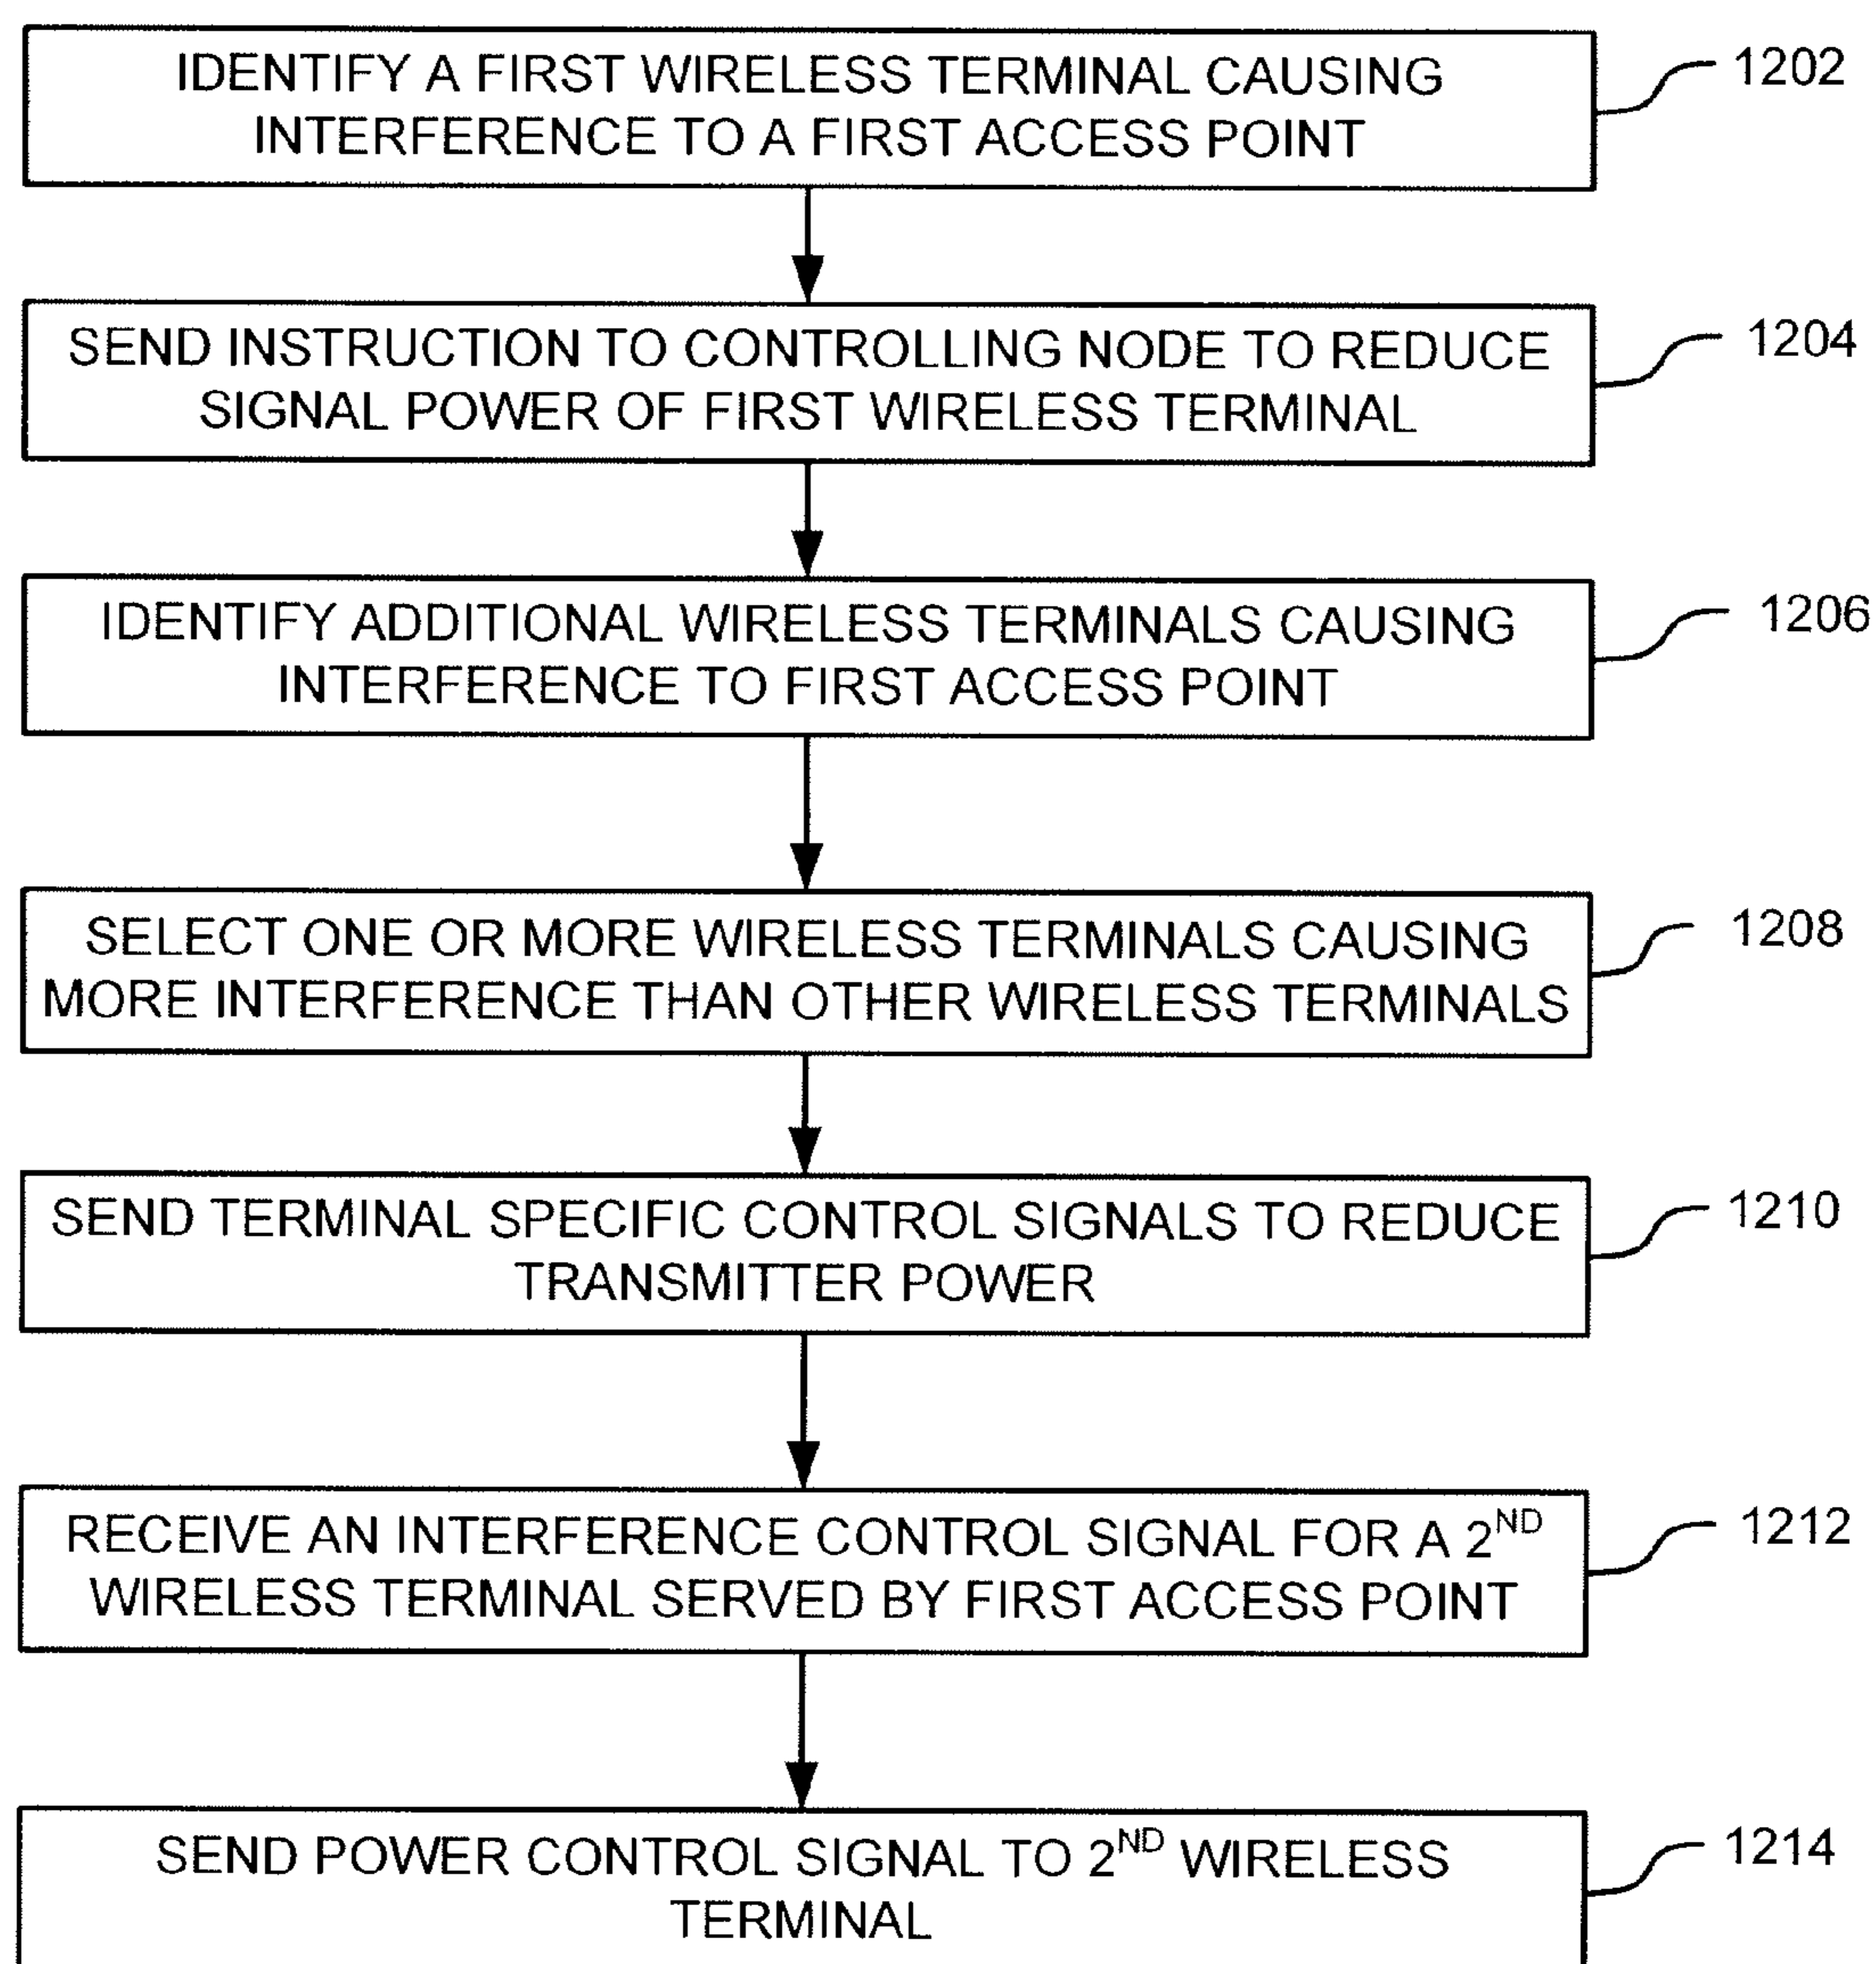 IDENTIFY A FIRST WIRELESS TERMINAL CAUSING
INTERFERENCE TO A FIRST ACCESS POINT
1202
SEND INSTRUCTION TO CONTROLLING NODE TO REDUCE
SIGNAL POWER OF FIRST WIRELESS TERMINAL
1204
IDENTIFY ADDITIONAL WIRELESS TERMINALS CAUSING
INTERFERENCE TO FIRST ACCESS POINT
1206
SELECT ONE OR MORE WIRELESS TERMINALS CAUSING
MORE INTERFERENCE THAN OTHER WIRELESS TERMINALS
1208
SEND TERMINAL SPECIFIC CONTROL SIGNALS TO REDUCE
TRANSMITTER POWER
1210
RECEIVE AN INTERFERENCE CONTROL SIGNAL FOR A 2ND
WIRELESS TERMINAL SERVED BY FIRST ACCESS POINT
1212
SEND POWER CONTROL SIGNAL TO 2ND WIRELESS
TERMINAL
1214